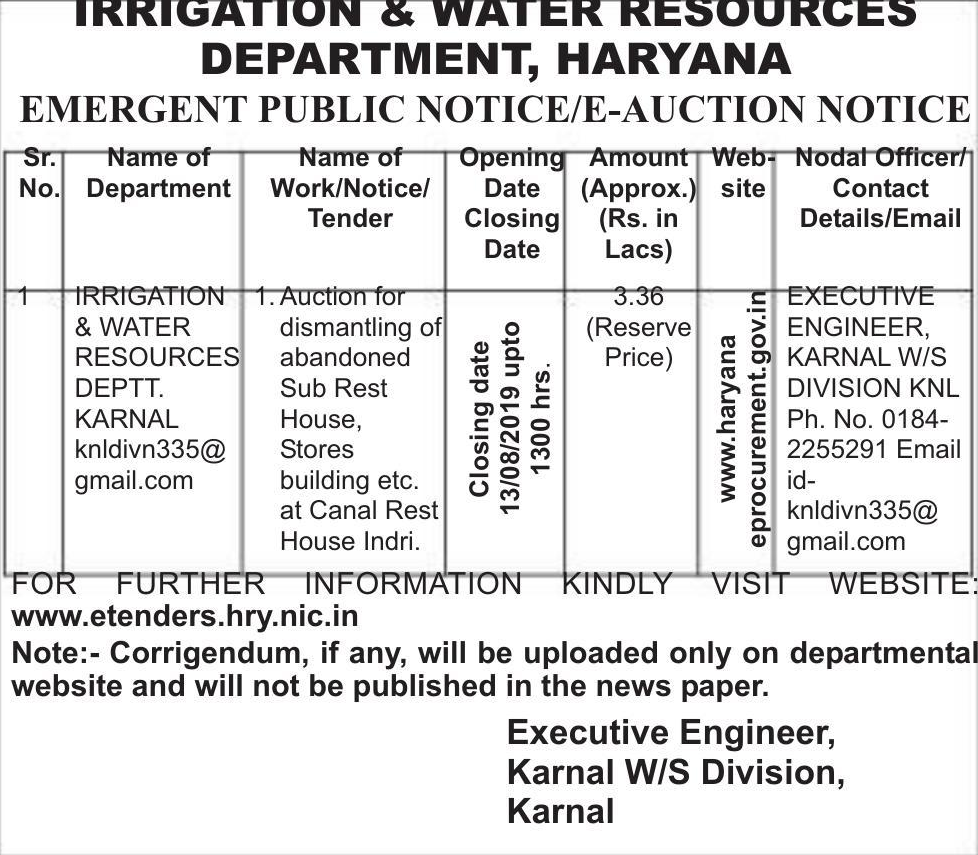 IRRIGATION & WATER RESOURCES
DEPARTMENT, HARYANA
EMERGENT PUBLIC NOTICE/E-AUCTION NOTICE
Sr.
No.
Name of
Department
Name of
Work/Notice/
Tender
Opening
Date
Closing
Date
Amount
(Approx.)
(Rs. in
Lacs)
Web-
site
Nodal Officer/
Contact
Details/Email
1
IRRIGATION
& WATER
RESOURCES
DEPTT.
KARNAL
knldivn335@
gmail.com
1. Auction for
dismantling of
abandoned
Sub Rest
House,
Stores
building etc.
at Canal Rest
House Indri.
Closing date
13/08/2019 upto
1300 hrs.
3.36
(Reserve
Price)
www.haryana
eprocurement.gov.in
EXECUTIVE
ENGINEER,
KARNAL W/S
DIVISION KNL
Ph. No. 0184-
2255291 Email
id-
knldivn335@
gmail.com
FOR FURTHER INFORMATION KINDLY VISIT WEBSITE:
www.etenders.hry.nic.in
Note:- Corrigendum, if any, will be uploaded only on departmental
website and will not be published in the news paper.
Executive Engineer,
Karnal W/S Division,
Karnal